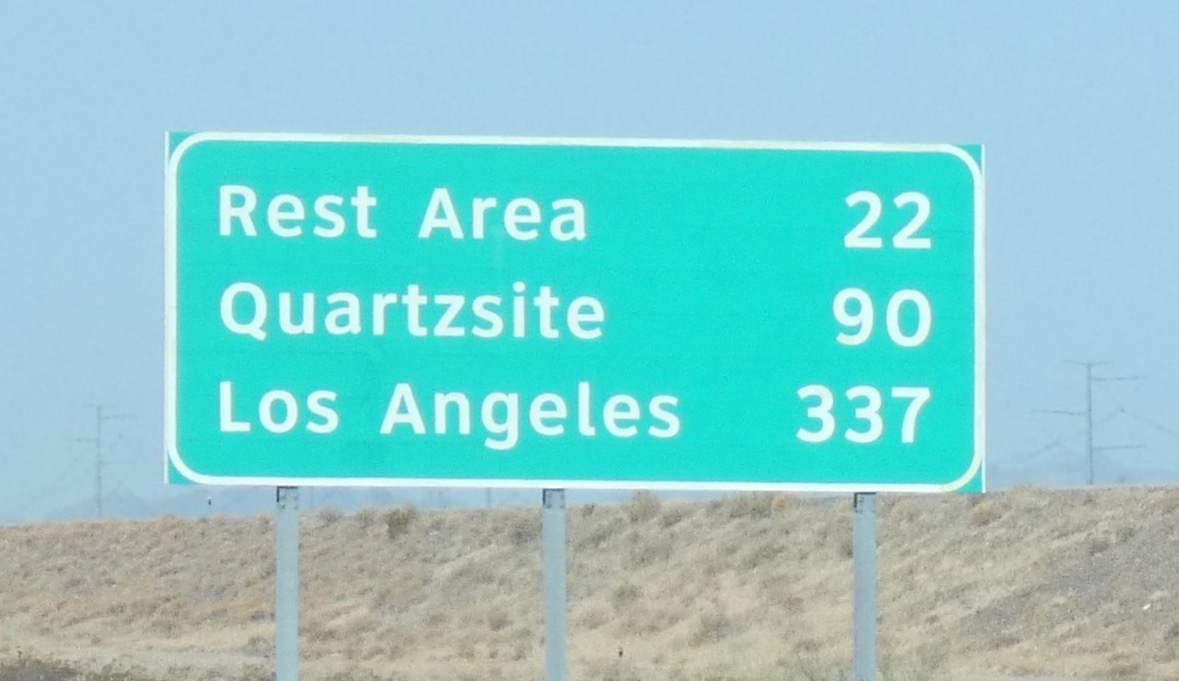 Rest Area 22
Quartzsite 90
Los Angeles 337